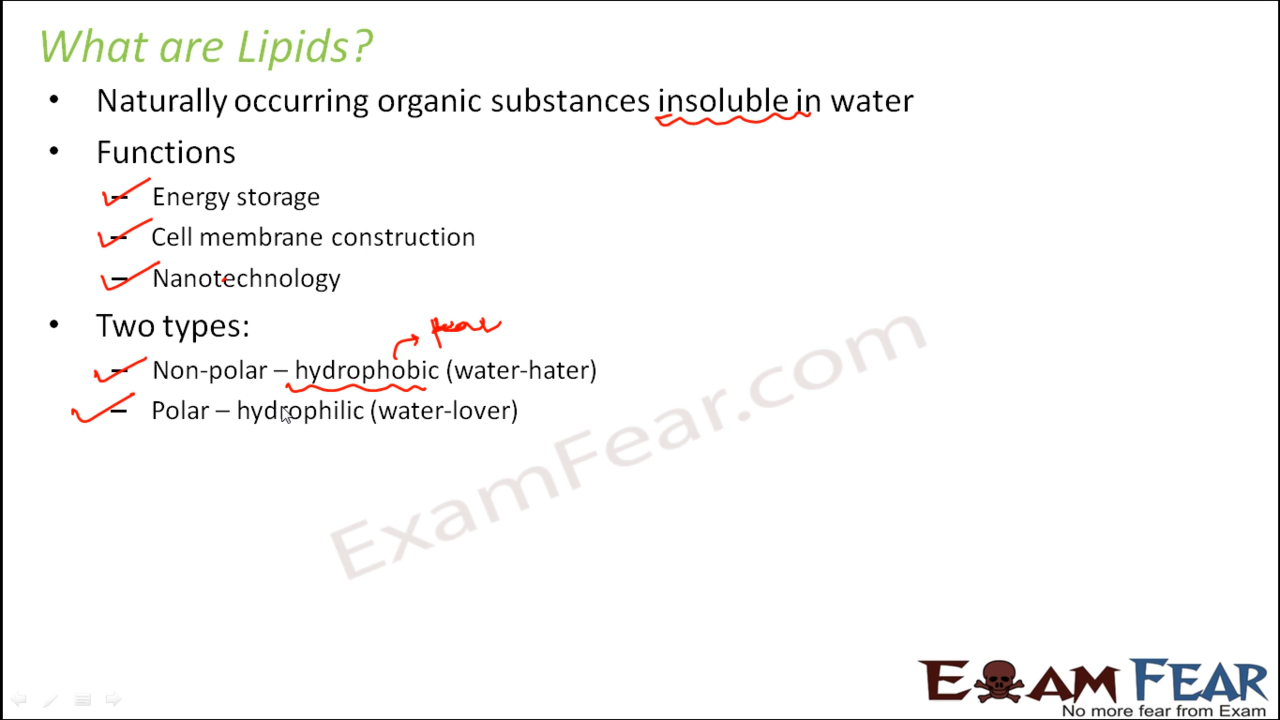 What are Lipids?
• Naturally occurring organic substances insoluble in water
• Functions
– Energy storage
– Cell membrane construction
– Nanotechnology
• Two types:
fear
– Non-polar – hydrophobic (water-hater)
– Polar – hydrophilic (water-lover)
ExamFear.com
EXAM FEAR
No more fear from Exam